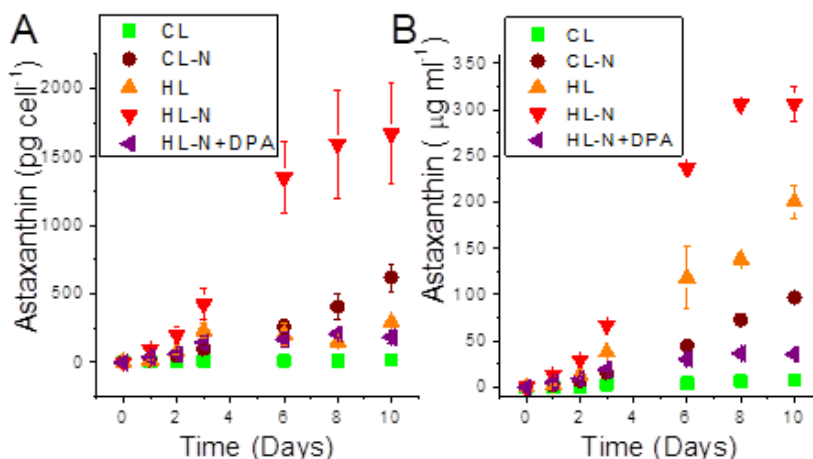 A
CL
CL-N
HL
HL-N
HL-N+DPA
Astaxanthin (pg cell⁻¹)
2000
1500
1000
500
0
0 2 4 6 8 10
Time (Days)
B
CL
CL-N
HL
HL-N
HL-N+DPA
Astaxanthin ( µg ml⁻¹)
350
300
250
200
150
100
50
0
0 2 4 6 8 10
Time (Days)